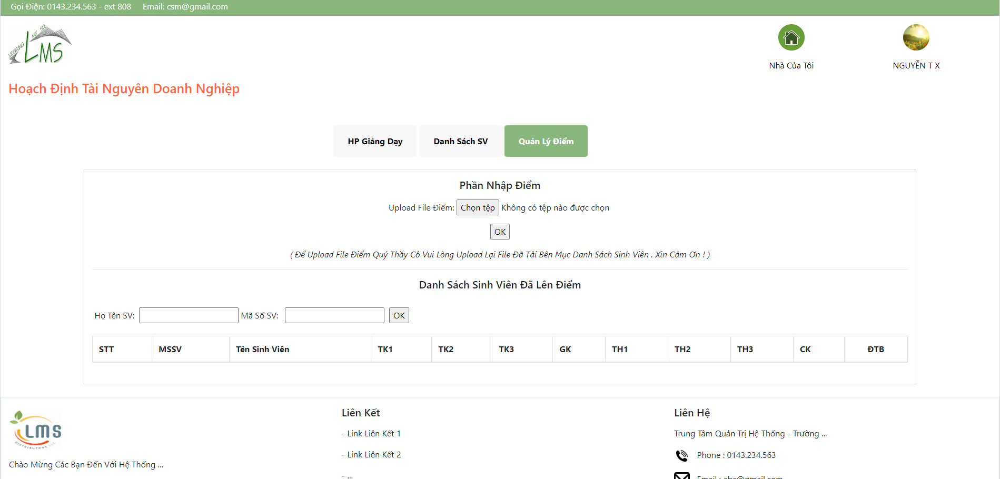 Gọi Điện: 0143.234.563 - ext 808 Email: csm@gmail.com
LMS
Nhà Của Tôi
NGUYỄN T X
Hoạch Định Tài Nguyên Doanh Nghiệp
HP Giảng Dạy Danh Sách SV Quản Lý Điểm
Phần Nhập Điểm
Upload File Điểm: Chọn tệp Không có tệp nào được chọn
OK
( Để Upload File Điểm Quý Thầy Cô Vui Lòng Upload Lại File Đã Tải Bên Mục Danh Sách Sinh Viên . Xin Cảm Ơn ! )
Danh Sách Sinh Viên Đã Lên Điểm
Họ Tên SV: Mã Số SV: OK
STT MSSV Tên Sinh Viên TK1 TK2 TK3 GK TH1 TH2 TH3 CK ĐTB
LMS
Chào Mừng Các Bạn Đến Với Hệ Thống ...
Liên Kết
- Link Liên Kết 1
- Link Liên Kết 2
- ...
Liên Hệ
Trung Tâm Quản Trị Hệ Thống - Trường ...
Phone : 0143.234.563
Email : abc@gmail.com